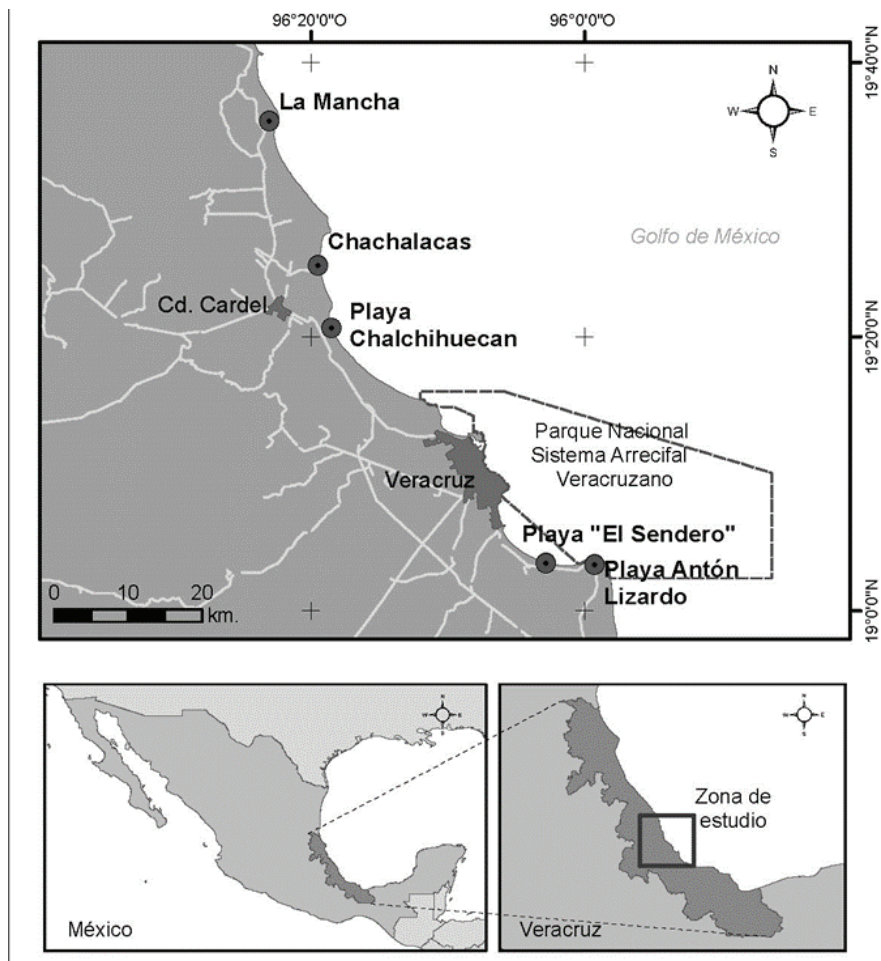 96°20'0"O
96°0'0"O
19°40'0"N
La Mancha
N
W
E
S
Chachalacas
Golfo de México
Cd. Cardel
Playa
Chalchihuecan
19°20'0"N
Parque Nacional
Sistema Arrecifal
Veracruzano
Veracruz
Playa "El Sendero"
Playa Antón
Lizardo
0
10
20
km.
19°0'0"N
N
W
E
S
México
N
W
E
S
Zona de
estudio
Veracruz